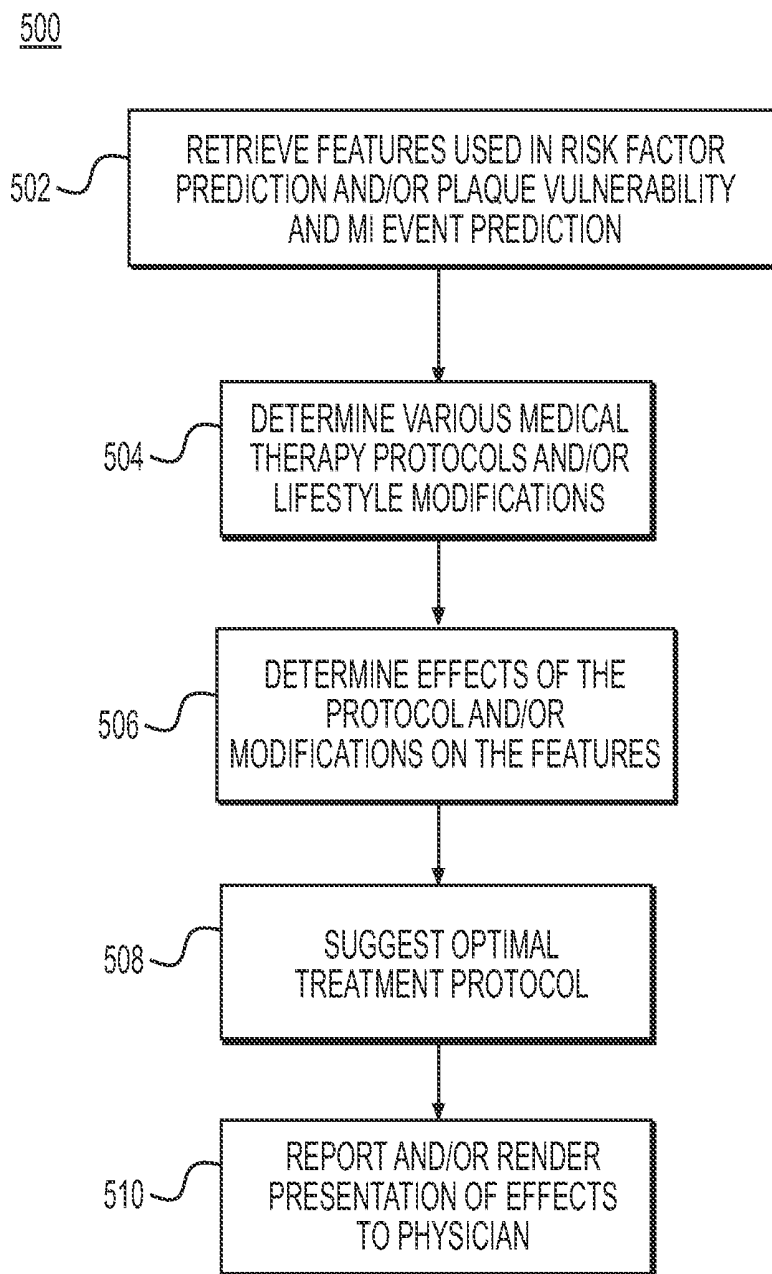 500
502
RETRIEVE FEATURES USED IN RISK FACTOR
PREDICTION AND/OR PLAQUE VULNERABILITY
AND MI EVENT PREDICTION
504
DETERMINE VARIOUS MEDICAL
THERAPY PROTOCOLS AND/OR
LIFESTYLE MODIFICATIONS
506
DETERMINE EFFECTS OF THE
PROTOCOL AND/OR
MODIFICATIONS ON THE FEATURES
508
SUGGEST OPTIMAL
TREATMENT PROTOCOL
510
REPORT AND/OR RENDER
PRESENTATION OF EFFECTS
TO PHYSICIAN